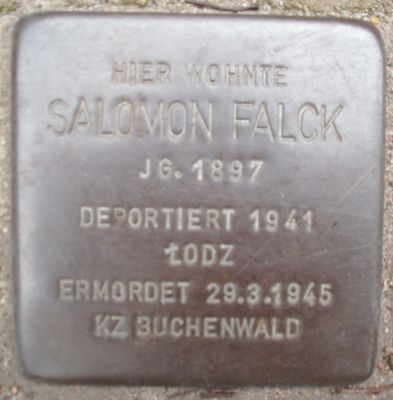 HIER WOHNTE
SALOMON FALCK
JG. 1897
DEPORTIERT 1941
ŁODZ
ERMORDET 29.3.1945
KZ BUCHENWALD